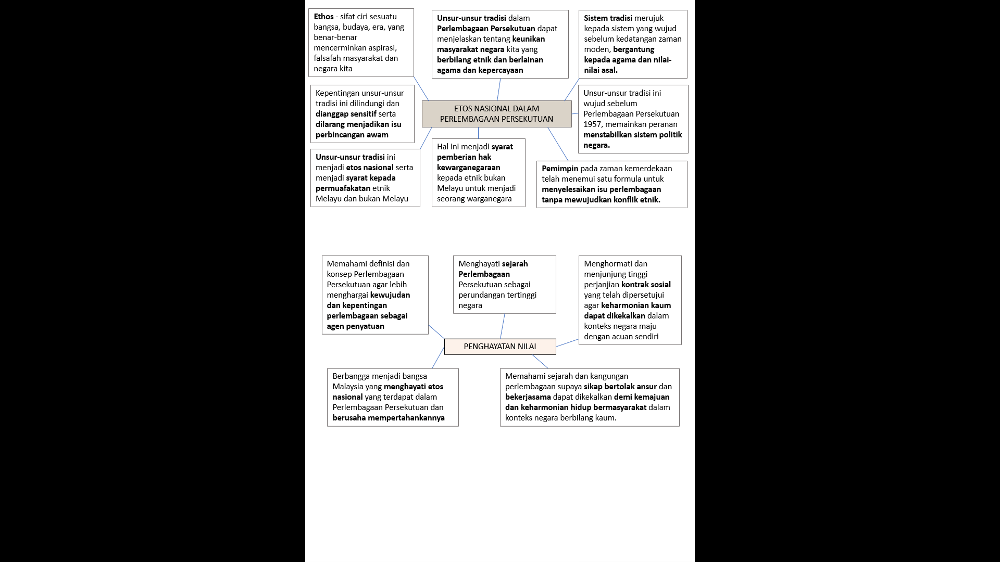 Ethos - sifat ciri sesuatu
bangsa, budaya, era, yang
benar-benar
mencerminkan aspirasi,
falsafah masyarakat dan
negara kita
Unsur-unsur tradisi dalam
Perlembagaan Persekutuan dapat
menjelaskan tentang keunikan
masyarakat negara kita yang
berbilang etnik dan berlainan
agama dan kepercayaan
Sistem tradisi merujuk
kepada sistem yang wujud
sebelum kedatangan zaman
moden, bergantung
kepada agama dan nilai-
nilai asal.
Kepentingan unsur-unsur
tradisi ini dilindungi dan
dianggap sensitif serta
dilarang menjadikan isu
perbincangan awam
ETOS NASIONAL DALAM
PERLEMBAGAAN PERSEKUTUAN
Unsur-unsur tradisi ini
wujud sebelum
Perlembagaan Persekutuan
1957, memainkan peranan
menstabilkan sistem politik
negara.
Unsur-unsur tradisi ini
menjadi etos nasional serta
menjadi syarat kepada
permuafakatan etnik
Melayu dan bukan Melayu
Hal ini menjadi syarat
pemberian hak
kewarganegaraan
kepada etnik bukan
Melayu untuk menjadi
seorang warganegara
Pemimpin pada zaman kemerdekaan
telah menemui satu formula untuk
menyelesaikan isu perlembagaan
tanpa mewujudkan konflik etnik.
Memahami definisi dan
konsep Perlembagaan
Persekutuan agar lebih
menghargai kewujudan
dan kepentingan
perlembagaan sebagai
agen penyatuan
Menghayati sejarah
Perlembagaan
Persekutuan sebagai
perundangan tertinggi
negara
Menghormati dan
menjunjung tinggi
perjanjian kontrak sosial
yang telah dipersetujui
agar keharmonian kaum
dapat dikekalkan dalam
konteks negara maju
dengan acuan sendiri
PENGHAYATAN NILAI
Berbangga menjadi bangsa
Malaysia yang menghayati etos
nasional yang terdapat dalam
Perlembagaan Persekutuan dan
berusaha mempertahankannya
Memahami sejarah dan kangungan
perlembagaan supaya sikap bertolak ansur dan
bekerjasama dapat dikekalkan demi kemajuan
dan keharmonian hidup bermasyarakat dalam
konteks negara berbilang kaum.